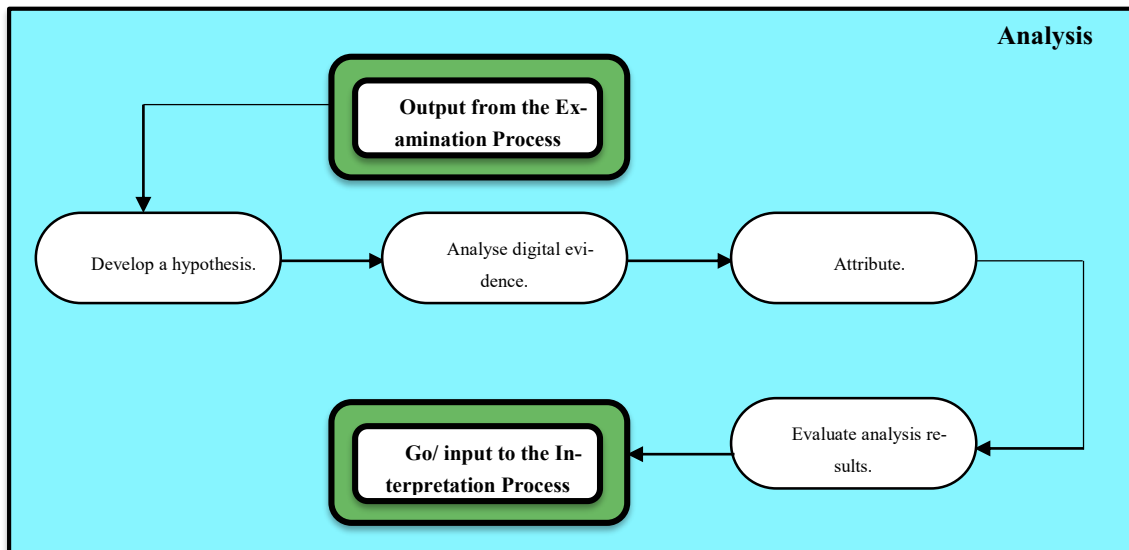 Analysis
Output from the Ex-
amination Process
Develop a hypothesis.
Analyse digital evi-
dence.
Attribute.
Evaluate analysis re-
sults.
Go/ input to the In-
terpretation Process